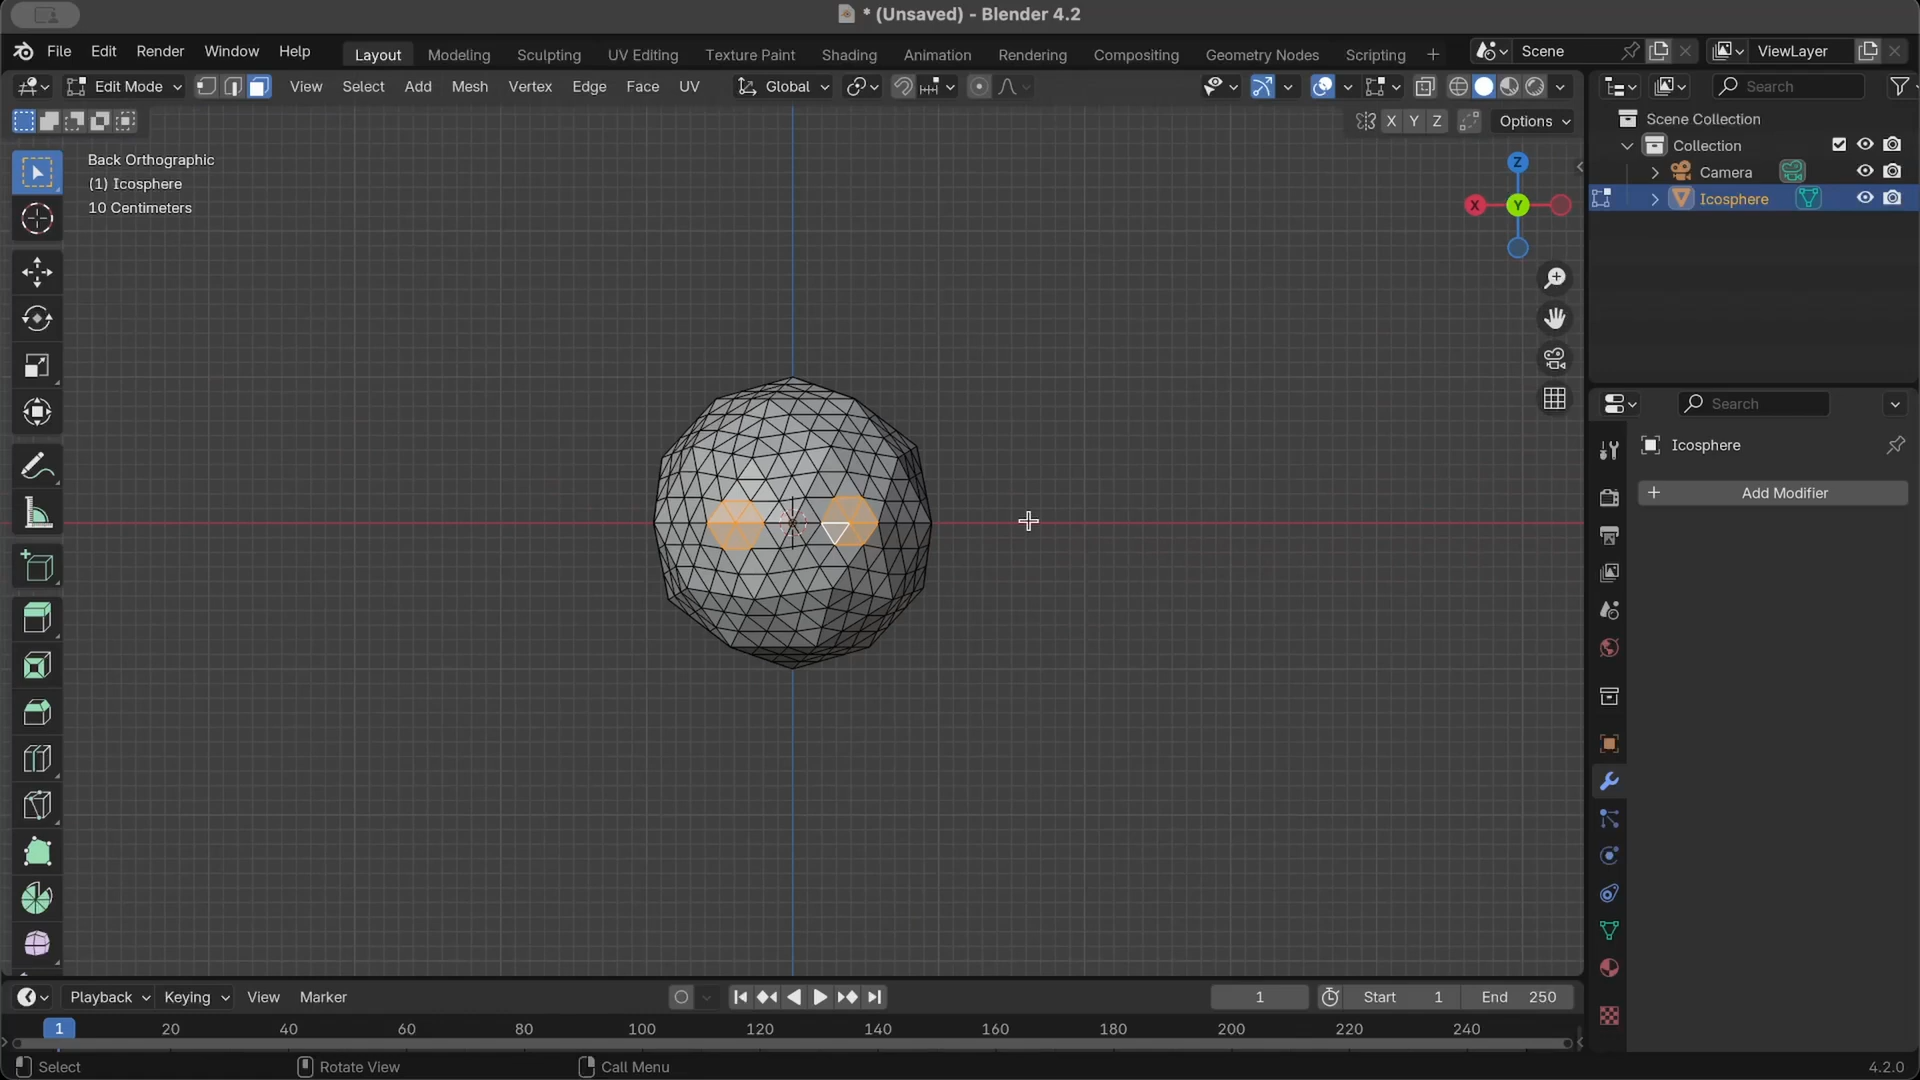 * (Unsaved) - Blender 4.2
File Edit Render Window Help Layout Modeling Sculpting UV Editing Texture Paint Shading Animation Rendering Compositing Geometry Nodes Scripting + Scene ViewLayer
Edit Mode View Select Add Mesh Vertex Edge Face UV Global Search
X Y Z Options
Scene Collection
Collection
Camera
Icosphere
Back Orthographic
(1) Icosphere
10 Centimeters
Z
X Y
Search
Icosphere
+ Add Modifier
Playback Keying View Marker 1 Start 1 End 250
1 20 40 60 80 100 120 140 160 180 200 220 240
Select Rotate View Call Menu 4.2.0